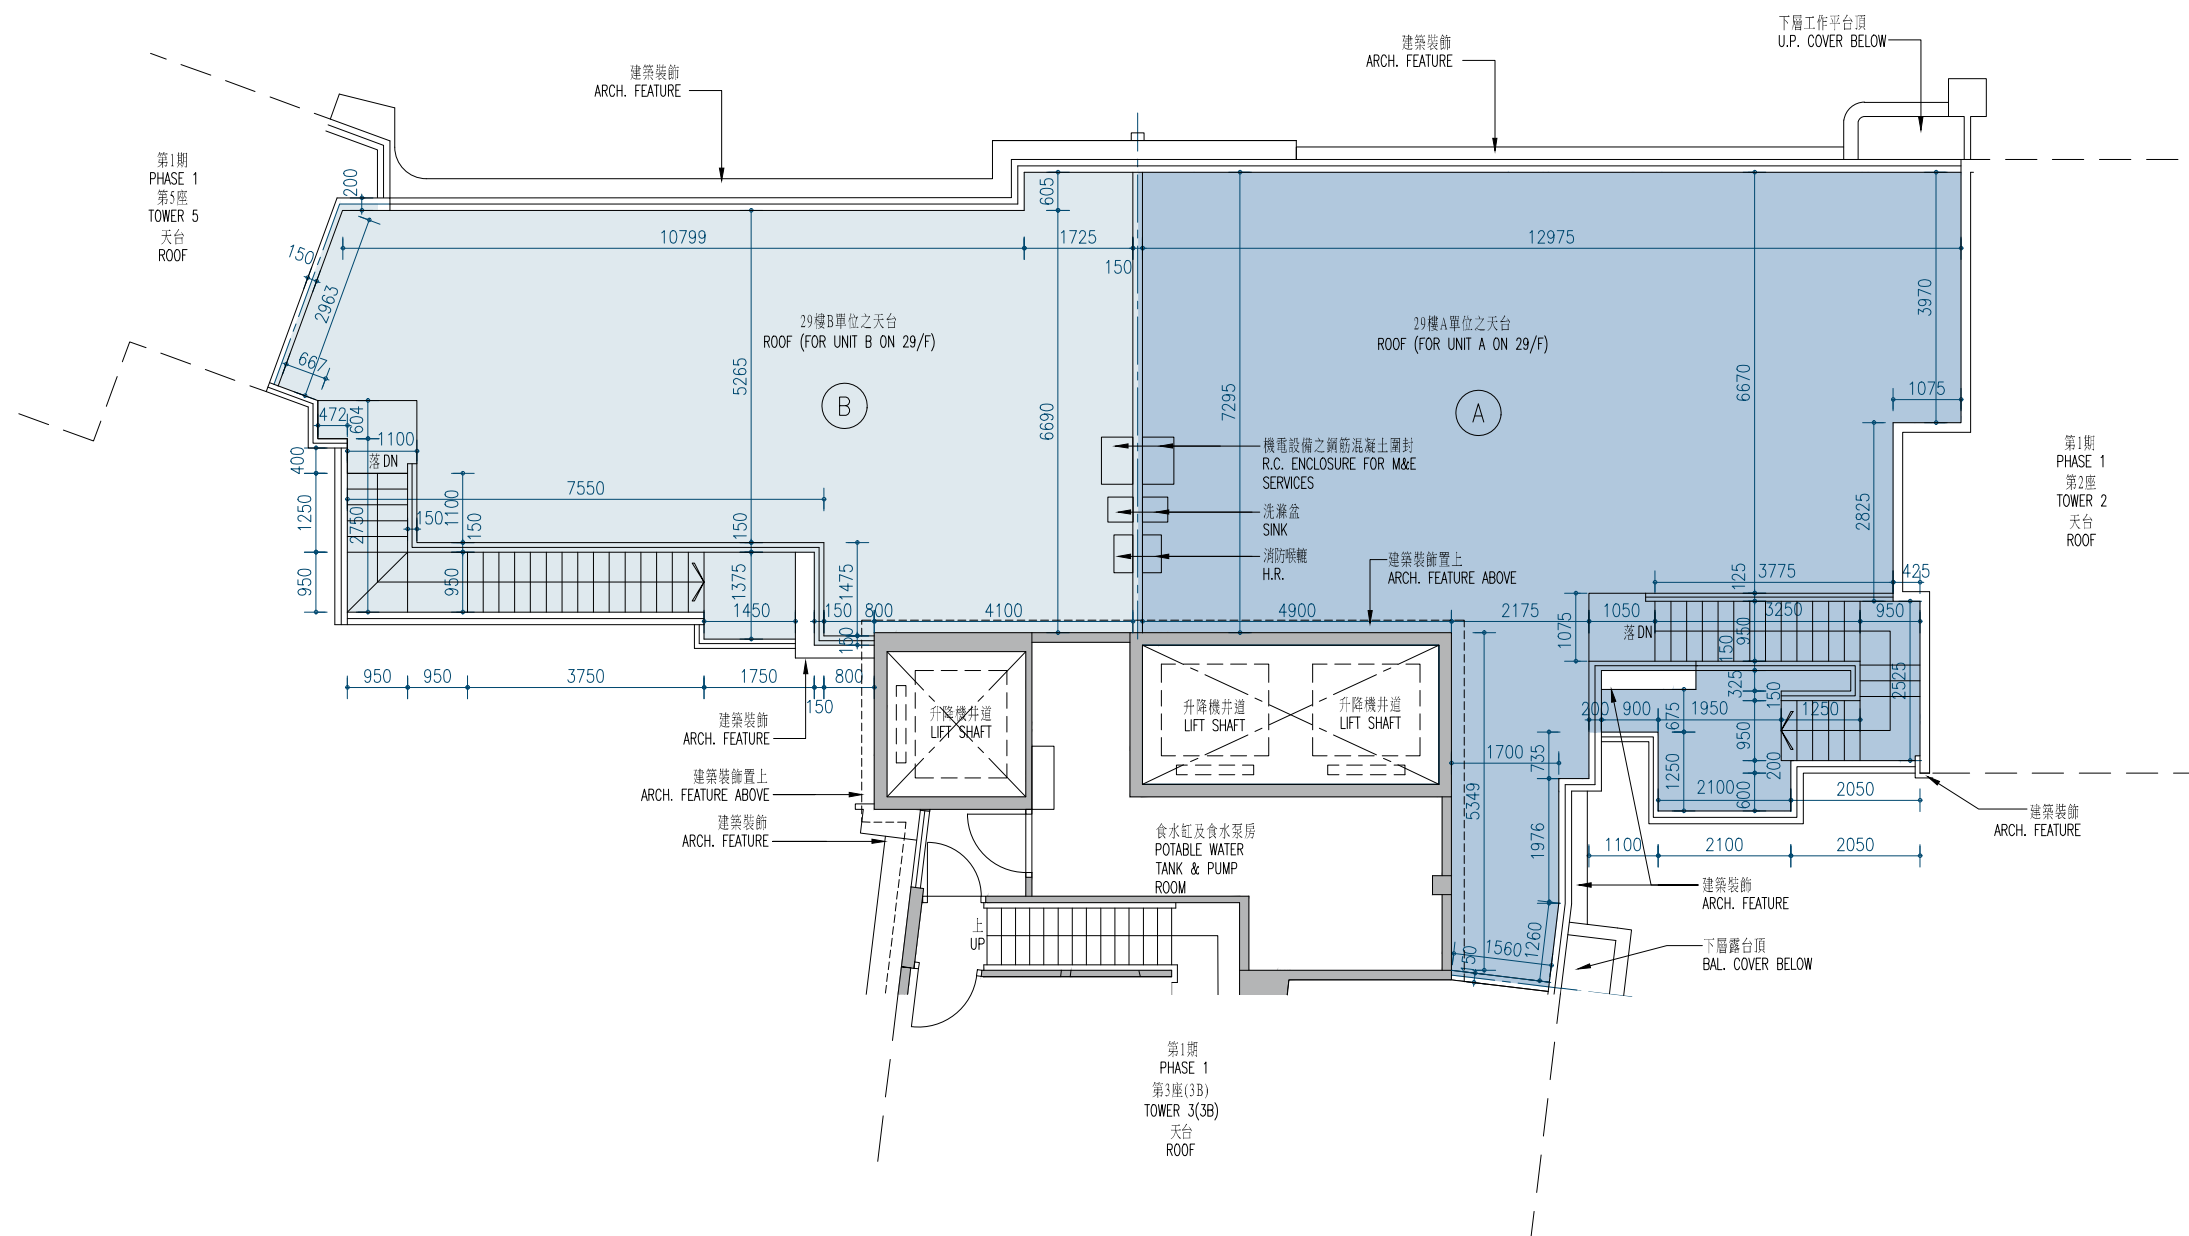 下層工作平台頂
U.P. COVER BELOW
建築裝飾
ARCH. FEATURE
建築裝飾
ARCH. FEATURE
第1期
PHASE 1
第5座
TOWER 5
天台
ROOF
200
605
10799
1725
12975
150
150
2963
667
3970
29樓B單位之天台
ROOF (FOR UNIT B ON 29/F)
29樓A單位之天台
ROOF (FOR UNIT A ON 29/F)
B
A
5265
6690
7295
6670
1075
472
604
1100
落DN
400
1250
950
2750
150
1100
150
7550
150
950
1375
1475
機電設備之鋼筋混凝土圍封
R.C. ENCLOSURE FOR M&E
SERVICES
洗滌盆
SINK
消防喉轆
H.R.
建築裝飾置上
ARCH. FEATURE ABOVE
2825
第1期
PHASE 1
第2座
TOWER 2
天台
ROOF
125
3775
425
1450
150
800
4100
4900
2175
1050
3250
950
150
1075
落DN
950
150
2525
950
950
3750
1750
150
800
325
150
200
900
1950
1250
675
950
200
1700
735
1250
2100
600
2050
建築裝飾
ARCH. FEATURE
建築裝飾置上
ARCH. FEATURE ABOVE
建築裝飾
ARCH. FEATURE
升降機井道
LIFT SHAFT
升降機井道
LIFT SHAFT
升降機井道
LIFT SHAFT
5349
1976
1100
2100
2050
建築裝飾
ARCH. FEATURE
食水缸及食水泵房
POTABLE WATER
TANK & PUMP
ROOM
建築裝飾
ARCH. FEATURE
上
UP
1560
1260
150
下層露台頂
BAL. COVER BELOW
第1期
PHASE 1
第3座(3B)
TOWER 3(3B)
天台
ROOF